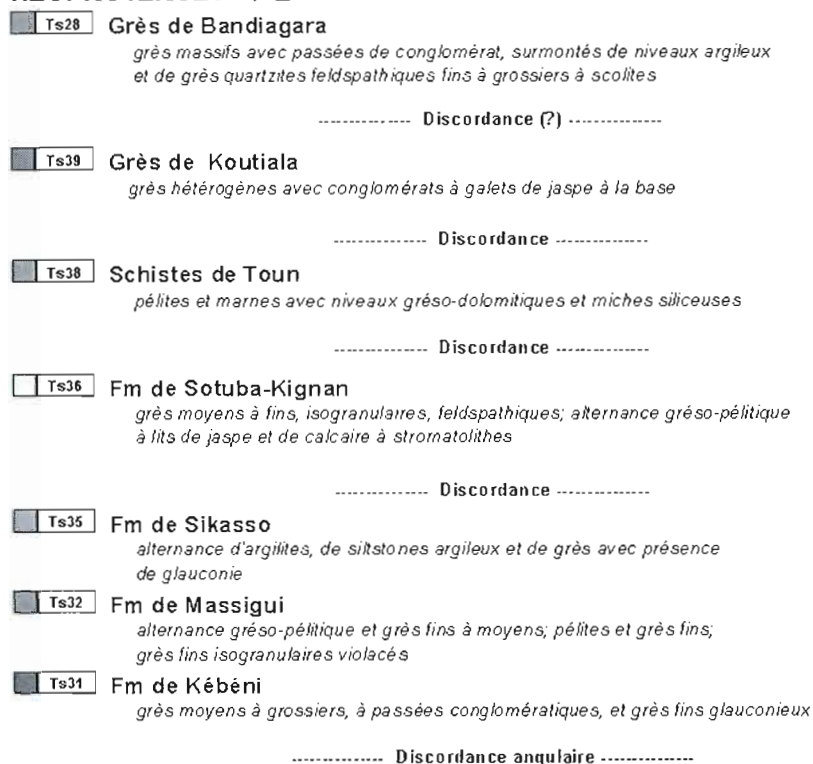 Ts28 Grès de Bandiagara
grès massifs avec passées de conglomérat, surmontés de niveaux argileux
et de grès quartzites feldspathiques fins à grossiers à scolites
--------------- Discordance (?) ---------------
Ts39 Grès de Koutiala
grès hétérogènes avec conglomérats à galets de jaspe à la base
--------------- Discordance ---------------
Ts38 Schistes de Toun
pélites et marnes avec niveaux gréso-dolomitiques et miches siliceuses
--------------- Discordance ---------------
Ts36 Fm de Sotuba-Kignan
grès moyens à fins, isogranulaires, feldspathiques; alternance gréso-pélitique
à lits de jaspe et de calcaire à stromatolithes
--------------- Discordance ---------------
Ts35 Fm de Sikasso
alternance d'argilites, de siltstones argileux et de grès avec présence
de glauconie
Ts32 Fm de Massigui
alternance gréso-pélitique et grès fins à moyens; pélites et grès fins;
grès fins isogranulaires violacés
Ts31 Fm de Kébéni
grès moyens à grossiers, à passées conglomératiques, et grès fins glauconieux
--------------- Discordance angulaire ---------------